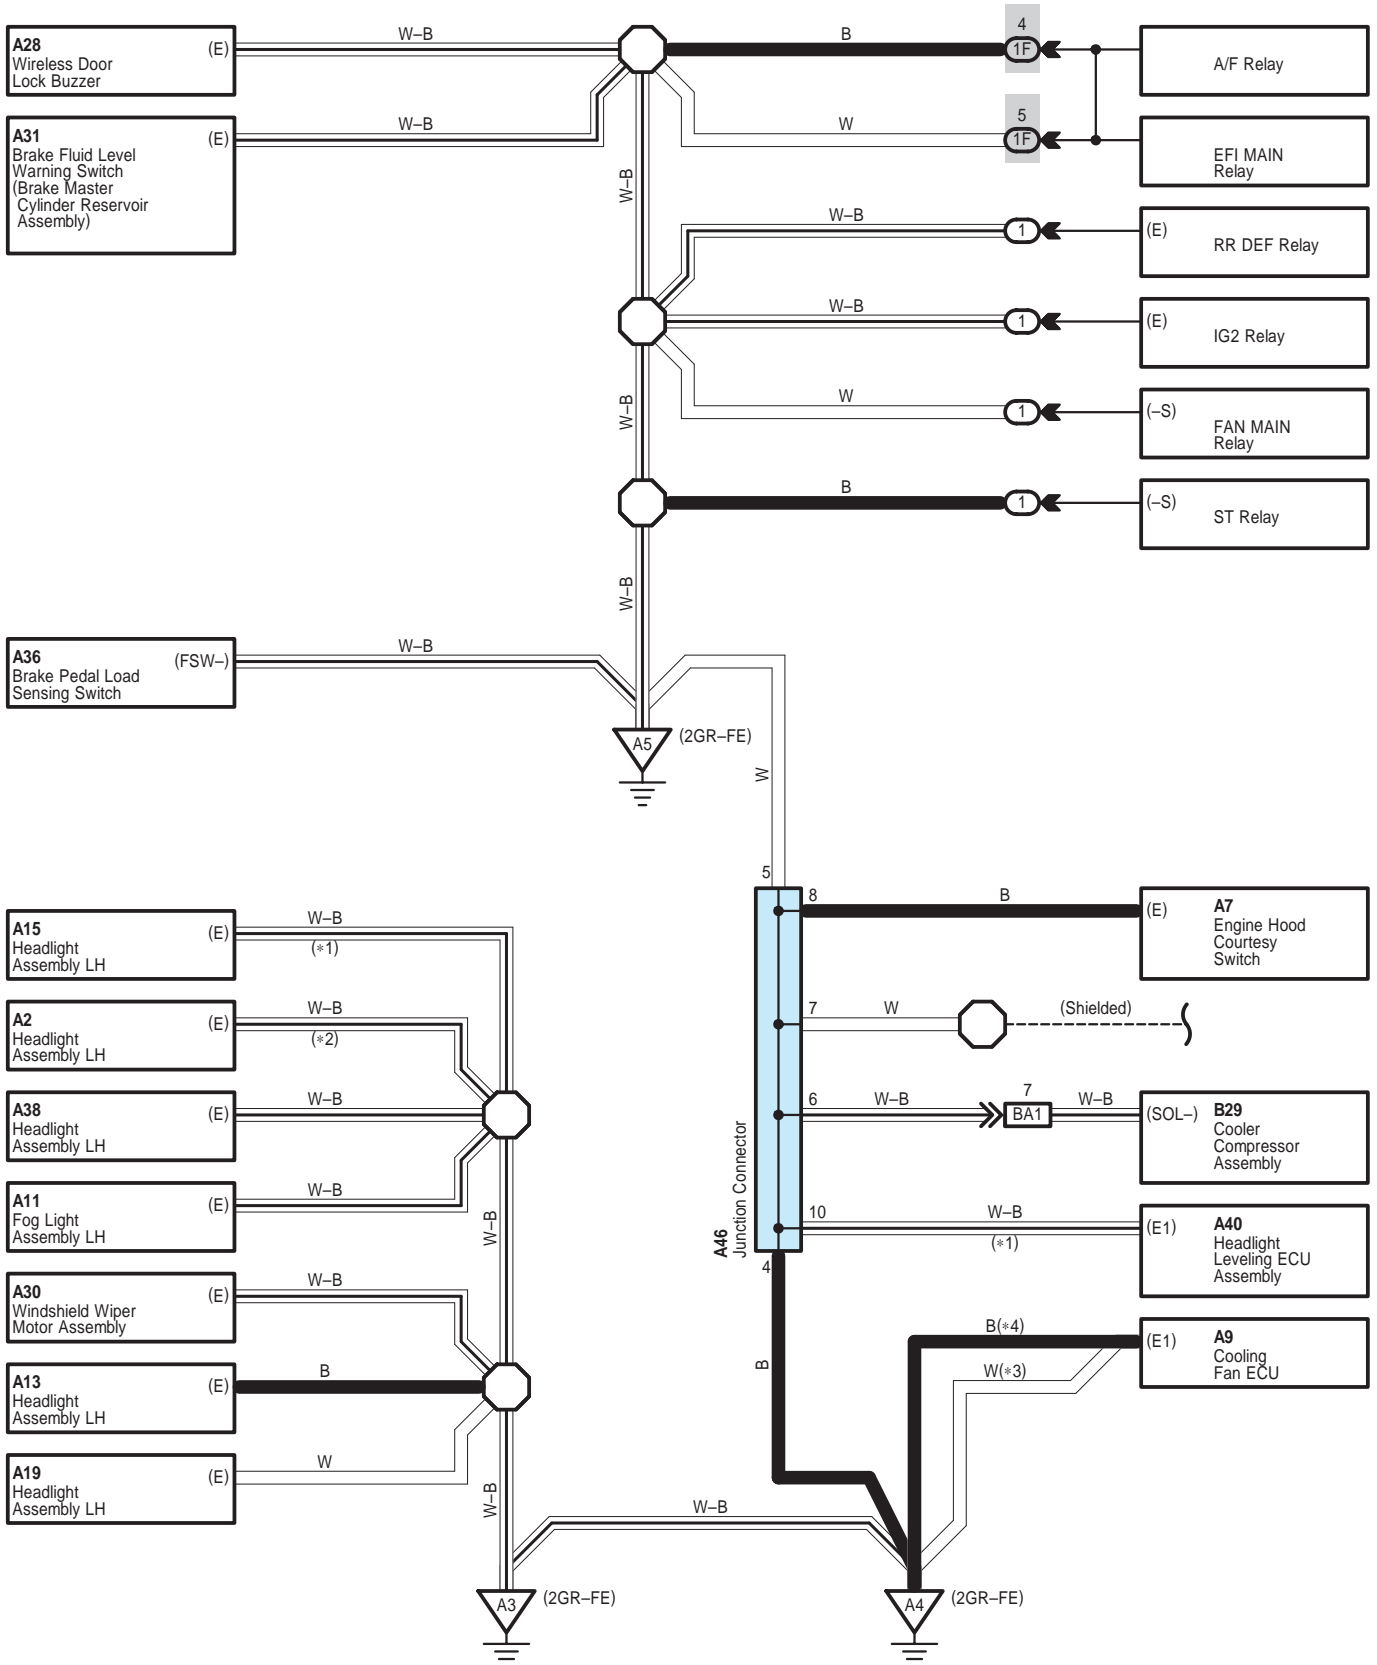 A28 (E)
Wireless Door
Lock Buzzer
W–B
B
4
1F
A/F Relay
A31 (E)
Brake Fluid Level
Warning Switch
(Brake Master
Cylinder Reservoir
Assembly)
W–B
W
5
1F
EFI MAIN
Relay
W–B
W–B
1
(E)
RR DEF Relay
W–B
1
(E)
IG2 Relay
W–B
W
1
(–S)
FAN MAIN
Relay
B
1
(–S)
ST Relay
W–B
A36 (FSW–)
Brake Pedal Load
Sensing Switch
W–B
A5
(2GR–FE)
W
5
8
B
(E)
A7
Engine Hood
Courtesy
Switch
7
W
(Shielded)
6
W–B
7
BA1
W–B
(SOL–)
B29
Cooler
Compressor
Assembly
A46
Junction Connector
10
W–B
(*1)
(E1)
A40
Headlight
Leveling ECU
Assembly
4
B
B(*4)
W(*3)
(E1)
A9
Cooling
Fan ECU
A15 (E)
Headlight
Assembly LH
W–B
(*1)
A2 (E)
Headlight
Assembly LH
W–B
(*2)
A38 (E)
Headlight
Assembly LH
W–B
A11 (E)
Fog Light
Assembly LH
W–B
W–B
A30 (E)
Windshield Wiper
Motor Assembly
W–B
A13 (E)
Headlight
Assembly LH
B
A19 (E)
Headlight
Assembly LH
W
W–B
W–B
A3
(2GR–FE)
A4
(2GR–FE)